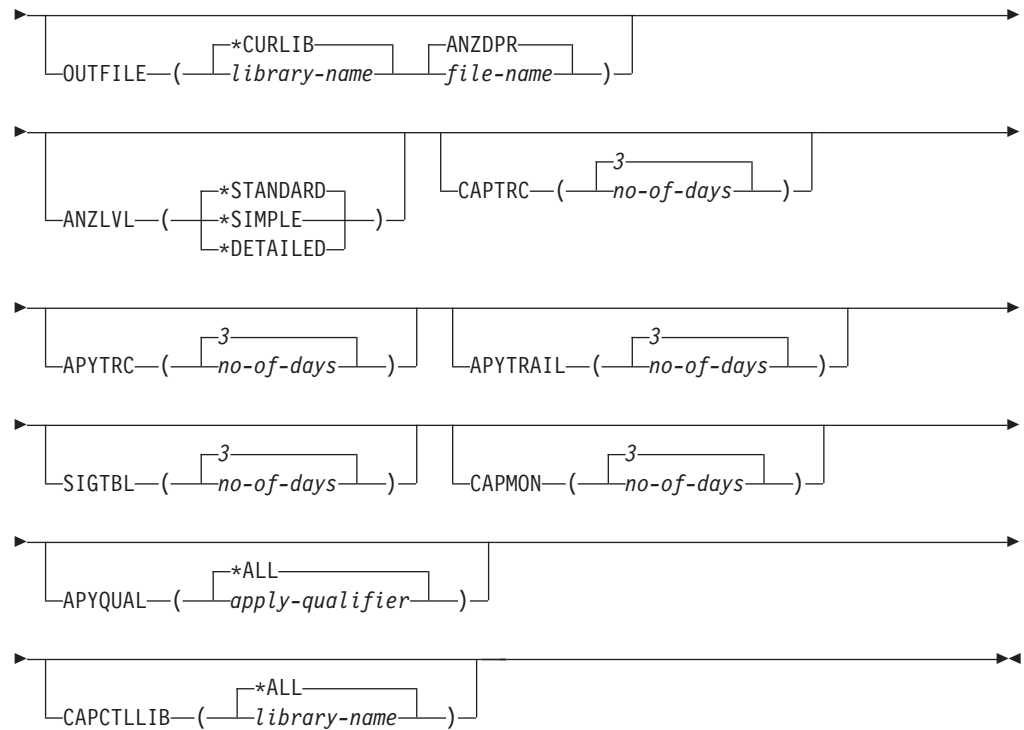 *CURLIB ANZDPR
OUTFILE ( library-name file-name )
*STANDARD 3
ANZLVL ( *SIMPLE ) CAPTRC ( no-of-days )
*DETAILED
3 3
APYTRC ( no-of-days ) APYTRAIL ( no-of-days )
3 3
SIGTBL ( no-of-days ) CAPMON ( no-of-days )
*ALL
APYQUAL ( apply-qualifier )
*ALL
CAPCTLLIB ( library-name )